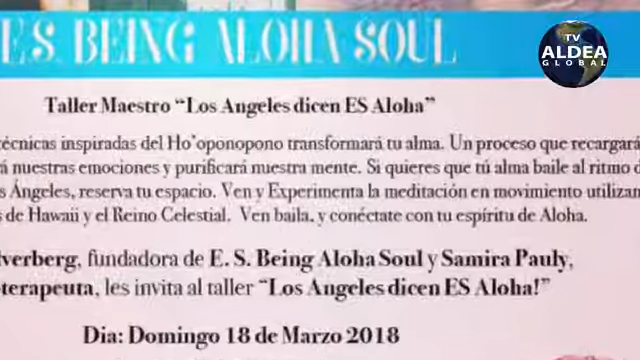 E.S. BEING ALOHA SOUL
TV
ALDEA
GLOBAL
Taller Maestro “Los Angeles dicen ES Aloha”
técnicas inspiradas del Ho’oponopono transformará tu alma. Un proceso que recargará
á nuestras emociones y purificará nuestra mente. Si quieres que tú alma baile al ritmo d
s Ángeles, reserva tu espacio. Ven y Experimenta la meditación en movimiento utilizan
s de Hawaii y el Reino Celestial. Ven baila, y conéctate con tu espíritu de Aloha.
lverberg, fundadora de E. S. Being Aloha Soul y Samira Pauly,
oterapeuta, les invita al taller “Los Angeles dicen ES Aloha!”
Dia: Domingo 18 de Marzo 2018